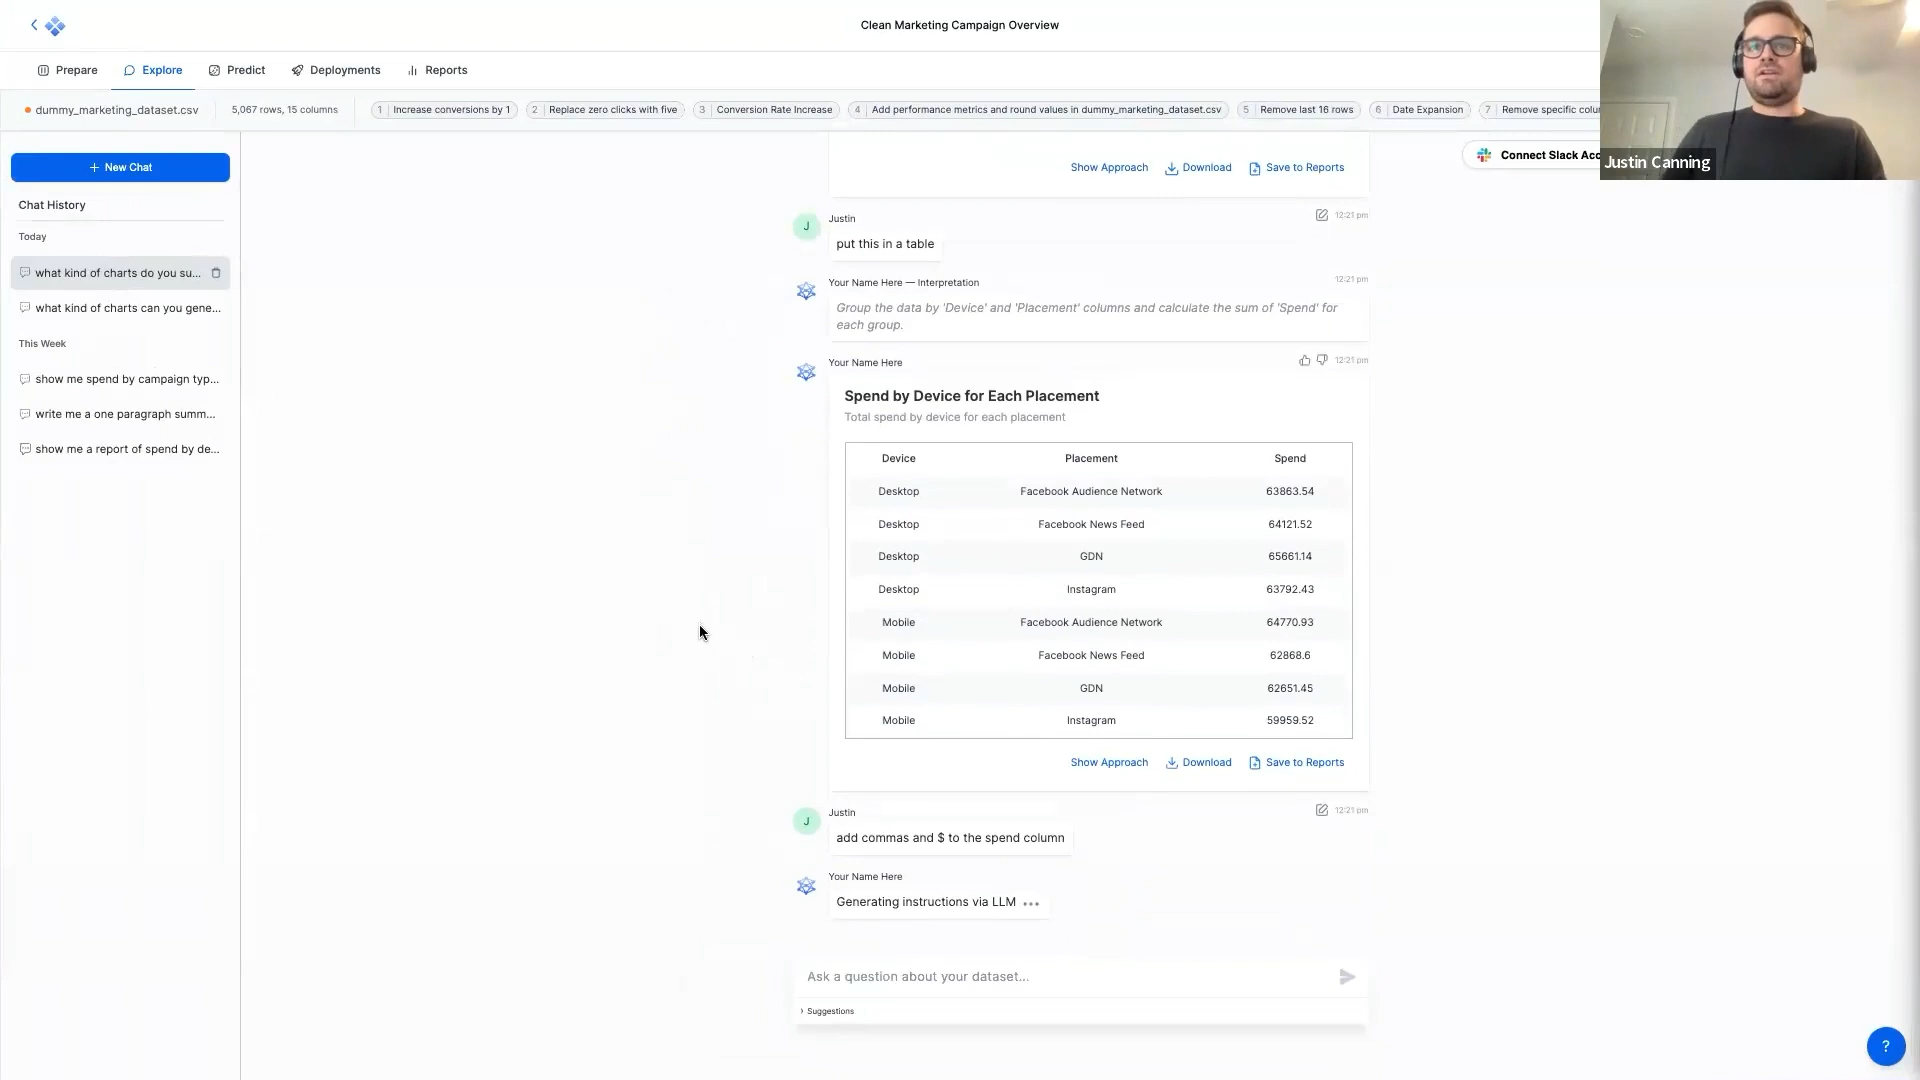 Clean Marketing Campaign Overview
Prepare
Explore
Predict
Deployments
Reports
dummy_marketing_dataset.csv
5,067 rows, 15 columns
1 Increase conversions by 1
2 Replace zero clicks with five
3 Conversion Rate Increase
4 Add performance metrics and round values in dummy_marketing_dataset.csv
5 Remove last 16 rows
6 Date Expansion
7 Remove specific colu
Justin Canning
+ New Chat
Connect Slack Acc
Chat History
Today
what kind of charts do you su...
what kind of charts can you gene...
This Week
show me spend by campaign typ...
write me a one paragraph summ...
show me a report of spend by de...
Show Approach Download Save to Reports
J
Justin
12:21 pm
put this in a table
Your Name Here — Interpretation
12:21 pm
Group the data by 'Device' and 'Placement' columns and calculate the sum of 'Spend' for
each group.
Your Name Here
12:21 pm
Spend by Device for Each Placement
Total spend by device for each placement
Device Placement Spend
Desktop Facebook Audience Network 63863.54
Desktop Facebook News Feed 64121.52
Desktop GDN 65661.14
Desktop Instagram 63792.43
Mobile Facebook Audience Network 64770.93
Mobile Facebook News Feed 62868.6
Mobile GDN 62651.45
Mobile Instagram 59959.52
Show Approach Download Save to Reports
J
Justin
12:21 pm
add commas and $ to the spend column
Your Name Here
Generating instructions via LLM ...
Ask a question about your dataset...
› Suggestions
?